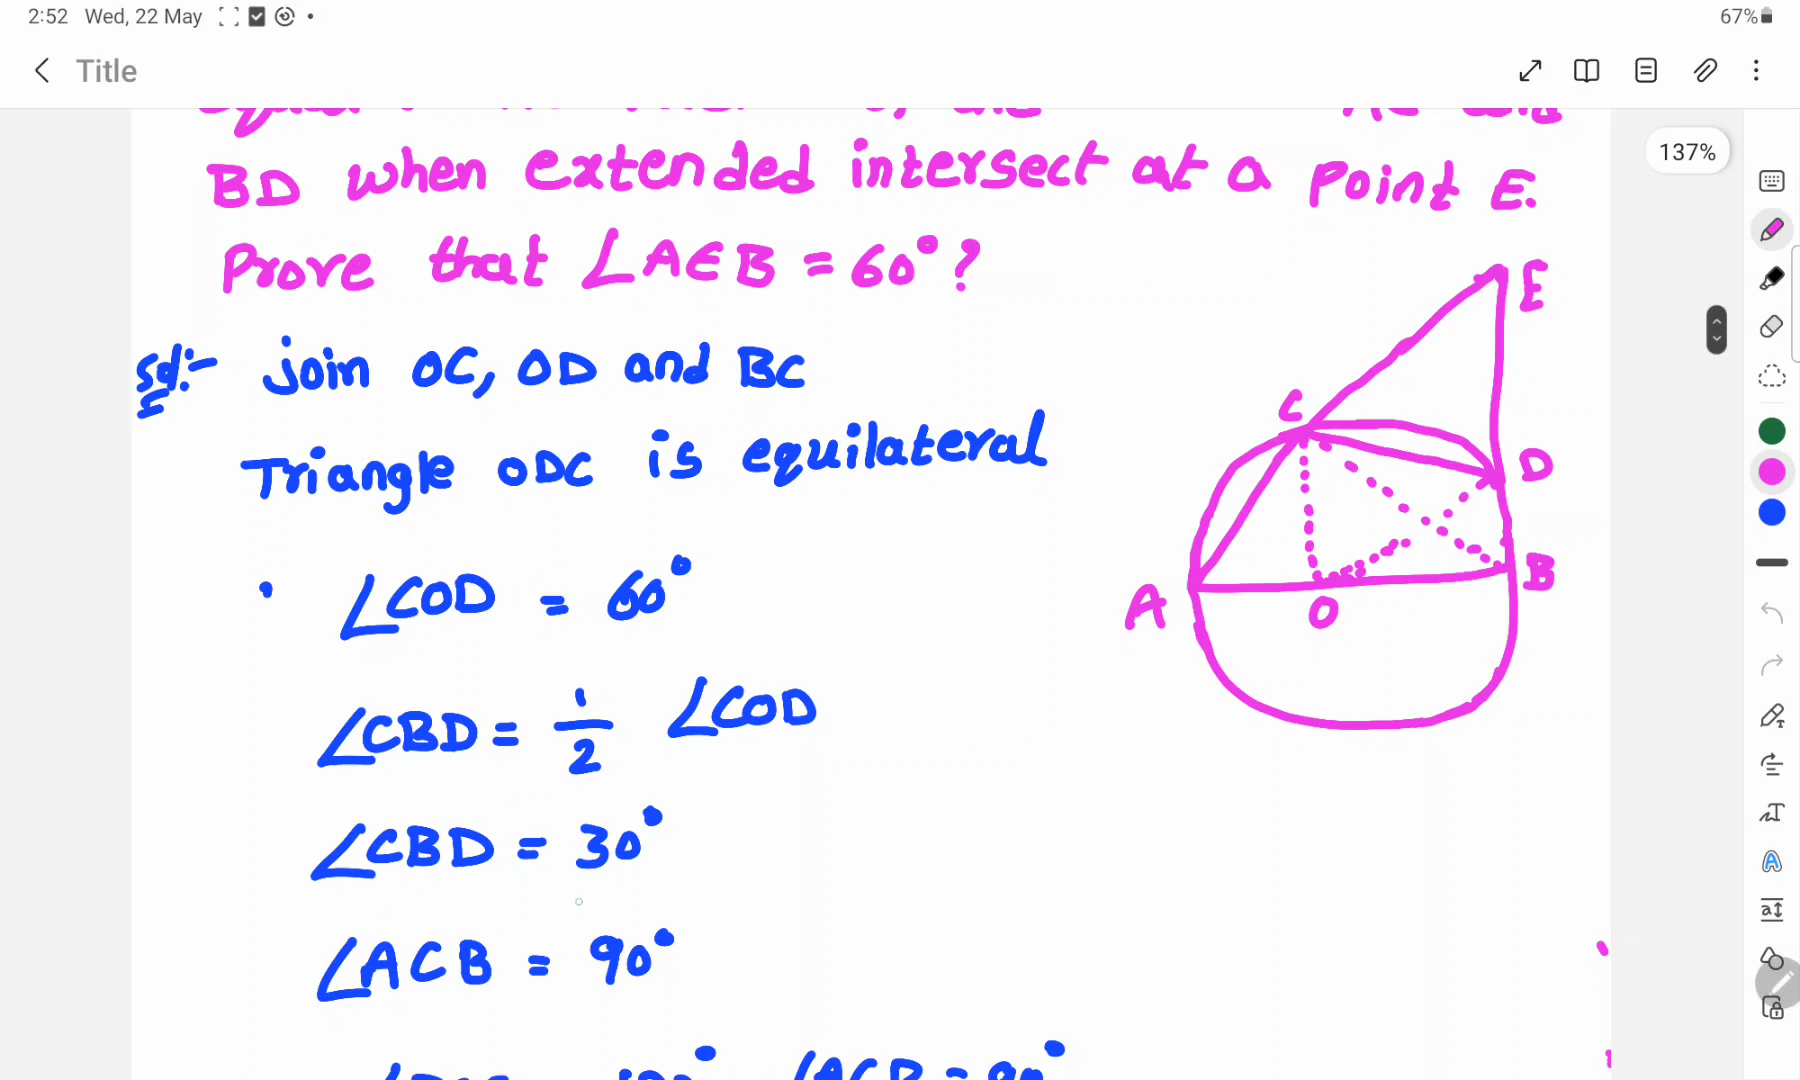 2:52 Wed, 22 May
67%
Title
137%
BD when extended intersect at a point E.
Prove that ∠AEB = 60°?
Sol:- Join OC, OD and BC
Triangle ODC is equilateral
∠COD = 60°
∠CBD = 1/2 ∠COD
∠CBD = 30°
∠ACB = 90°
∠ACB = 90°
E
C
D
A
O
B